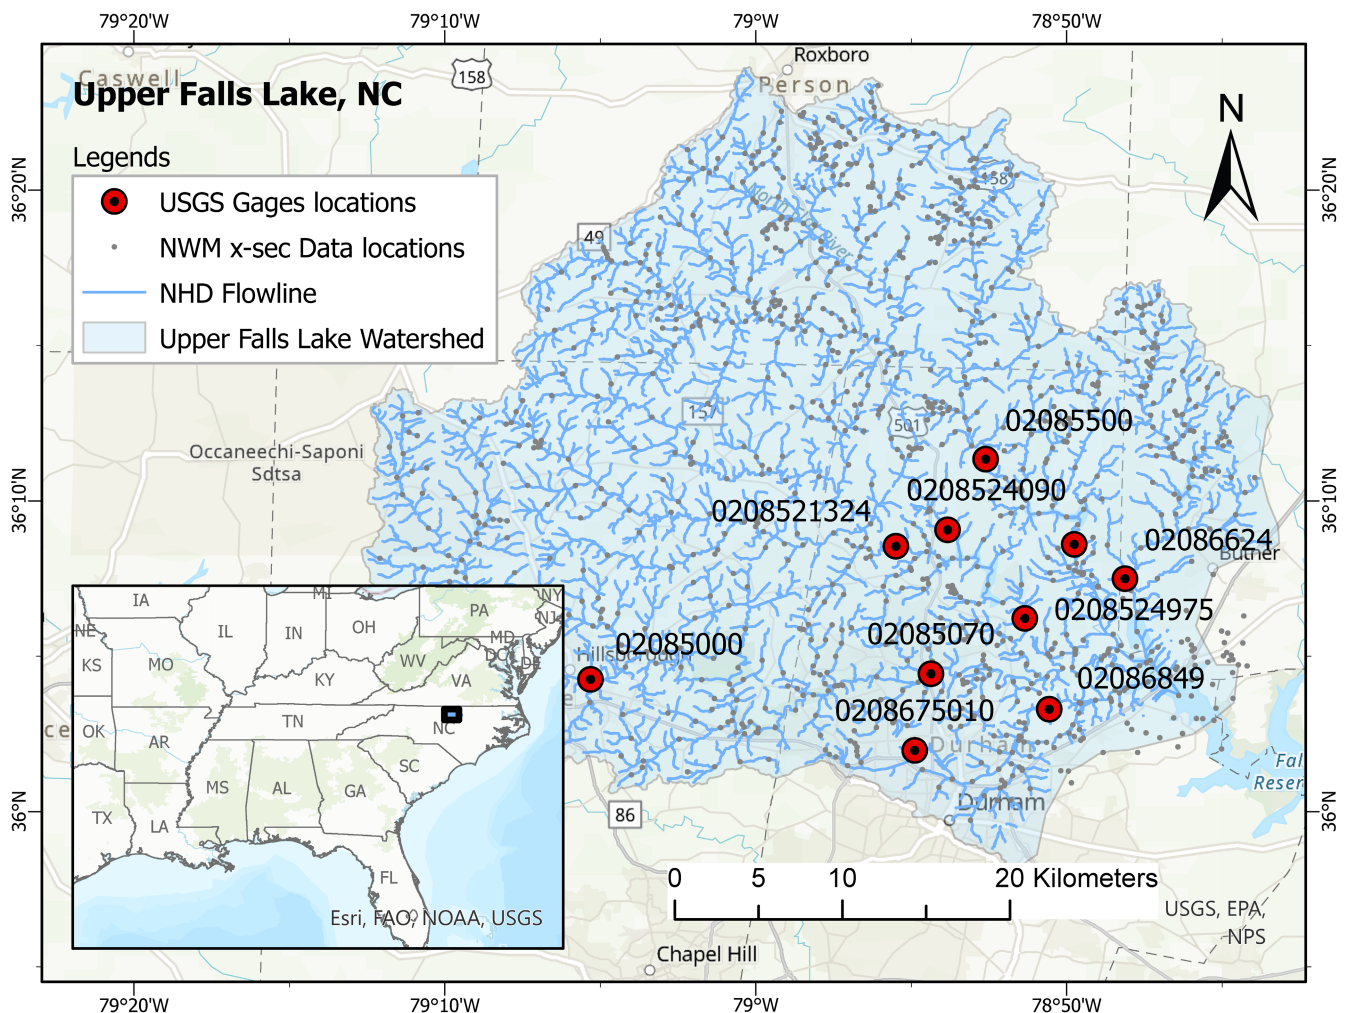 79°20'W 79°10'W 79°W 78°50'W
Roxboro
Person
Caswell
158
Upper Falls Lake, NC
N
Legends
USGS Gages locations
NWM x-sec Data locations
NHD Flowline
Upper Falls Lake Watershed
36°20'N 36°20'N
49
157
501
02085500
Occaneechi-Saponi
Sdtsa
0208524090
0208521324
36°10'N 36°10'N
02086624
Butner
0208524975
02085070
02085000
Hillsborough
02086849
0208675010
Durham
Durham
86
36°N 36°N
IA
NE
IL
IN
OH
MI
PA
NY
NJ
MD
DC
DE
KS
MO
WV
KY
VA
OK
AR
TN
NC
SC
MS
AL
GA
TX
LA
FL
Esri, FAO, NOAA, USGS
0 5 10 20 Kilometers
USGS, EPA,
NPS
Chapel Hill
79°20'W 79°10'W 79°W 78°50'W